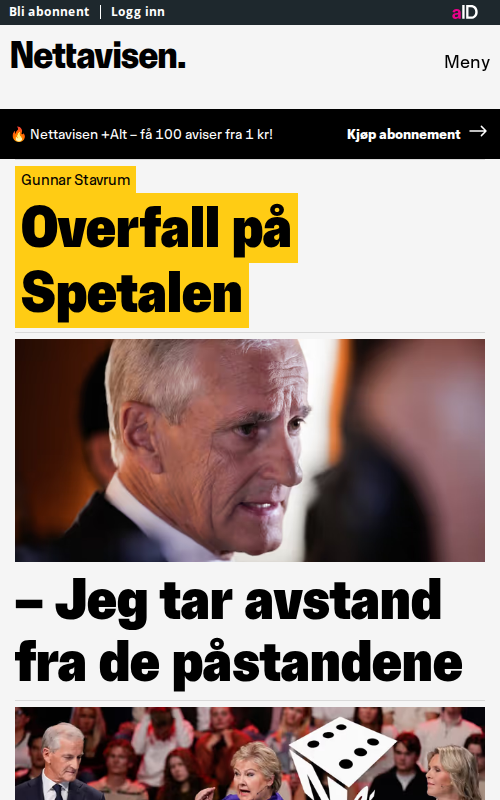 Bli abonnent | Logg inn
aID
Nettavisen.
Meny
🔥 Nettavisen +Alt – få 100 aviser fra 1 kr!
Kjøp abonnement →
Gunnar Stavrum
Overfall på
Spetalen
– Jeg tar avstand
fra de påstandene